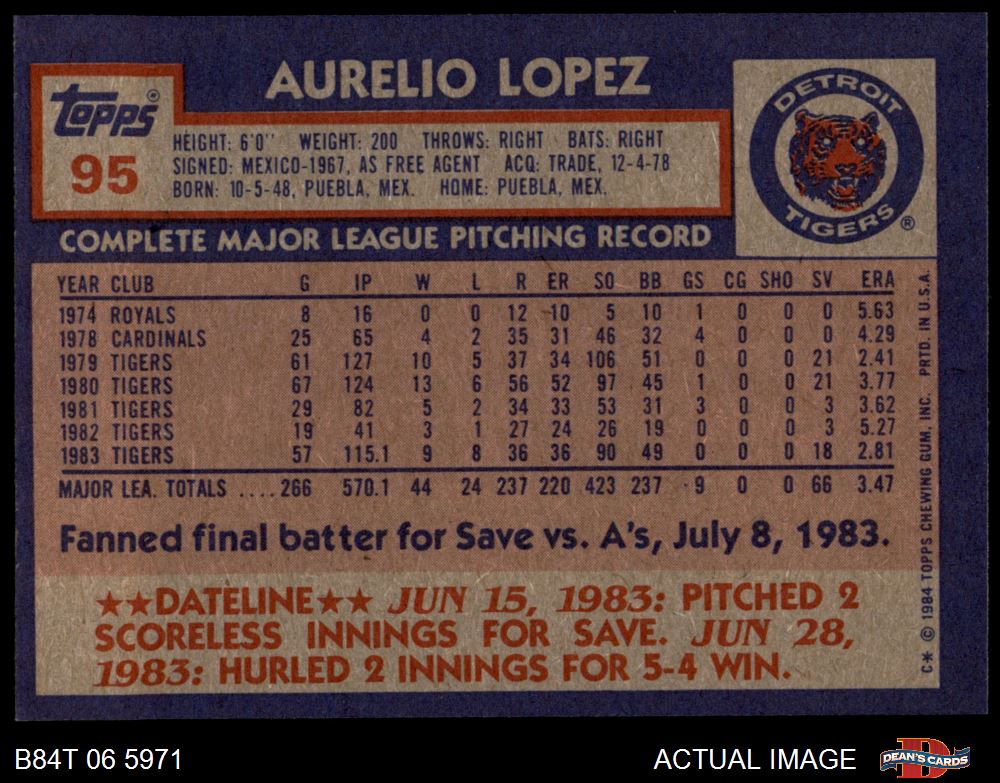 AURELIO LOPEZ
Topps®
95
HEIGHT: 6'0" WEIGHT: 200 THROWS: RIGHT BATS: RIGHT
SIGNED: MEXICO-1967, AS FREE AGENT ACQ: TRADE, 12-4-78
BORN: 10-5-48, PUEBLA, MEX. HOME: PUEBLA, MEX.
DETROIT
TIGERS®
COMPLETE MAJOR LEAGUE PITCHING RECORD
YEAR CLUB G IP W L R ER SO BB GS CG SHO SV ERA
1974 ROYALS 8 16 0 0 12 10 5 10 1 0 0 0 5.63
1978 CARDINALS 25 65 4 2 35 31 46 32 4 0 0 0 4.29
1979 TIGERS 61 127 10 5 37 34 106 51 0 0 0 21 2.41
1980 TIGERS 67 124 13 6 56 52 97 45 1 0 0 21 3.77
1981 TIGERS 29 82 5 2 34 33 53 31 3 0 0 3 3.62
1982 TIGERS 19 41 3 1 27 24 26 19 0 0 0 3 5.27
1983 TIGERS 57 115.1 9 8 36 36 90 49 0 0 0 18 2.81
MAJOR LEA. TOTALS ....266 570.1 44 24 237 220 423 237 9 0 0 66 3.47
Fanned final batter for Save vs. A's, July 8, 1983.
★★DATELINE★★ JUN 15, 1983: PITCHED 2
SCORELESS INNINGS FOR SAVE. JUN 28,
1983: HURLED 2 INNINGS FOR 5-4 WIN.
C* © 1984 TOPPS CHEWING GUM, INC. PRTD. IN U.S.A.
B84T 06 5971
ACTUAL IMAGE
DEAN'S CARDS